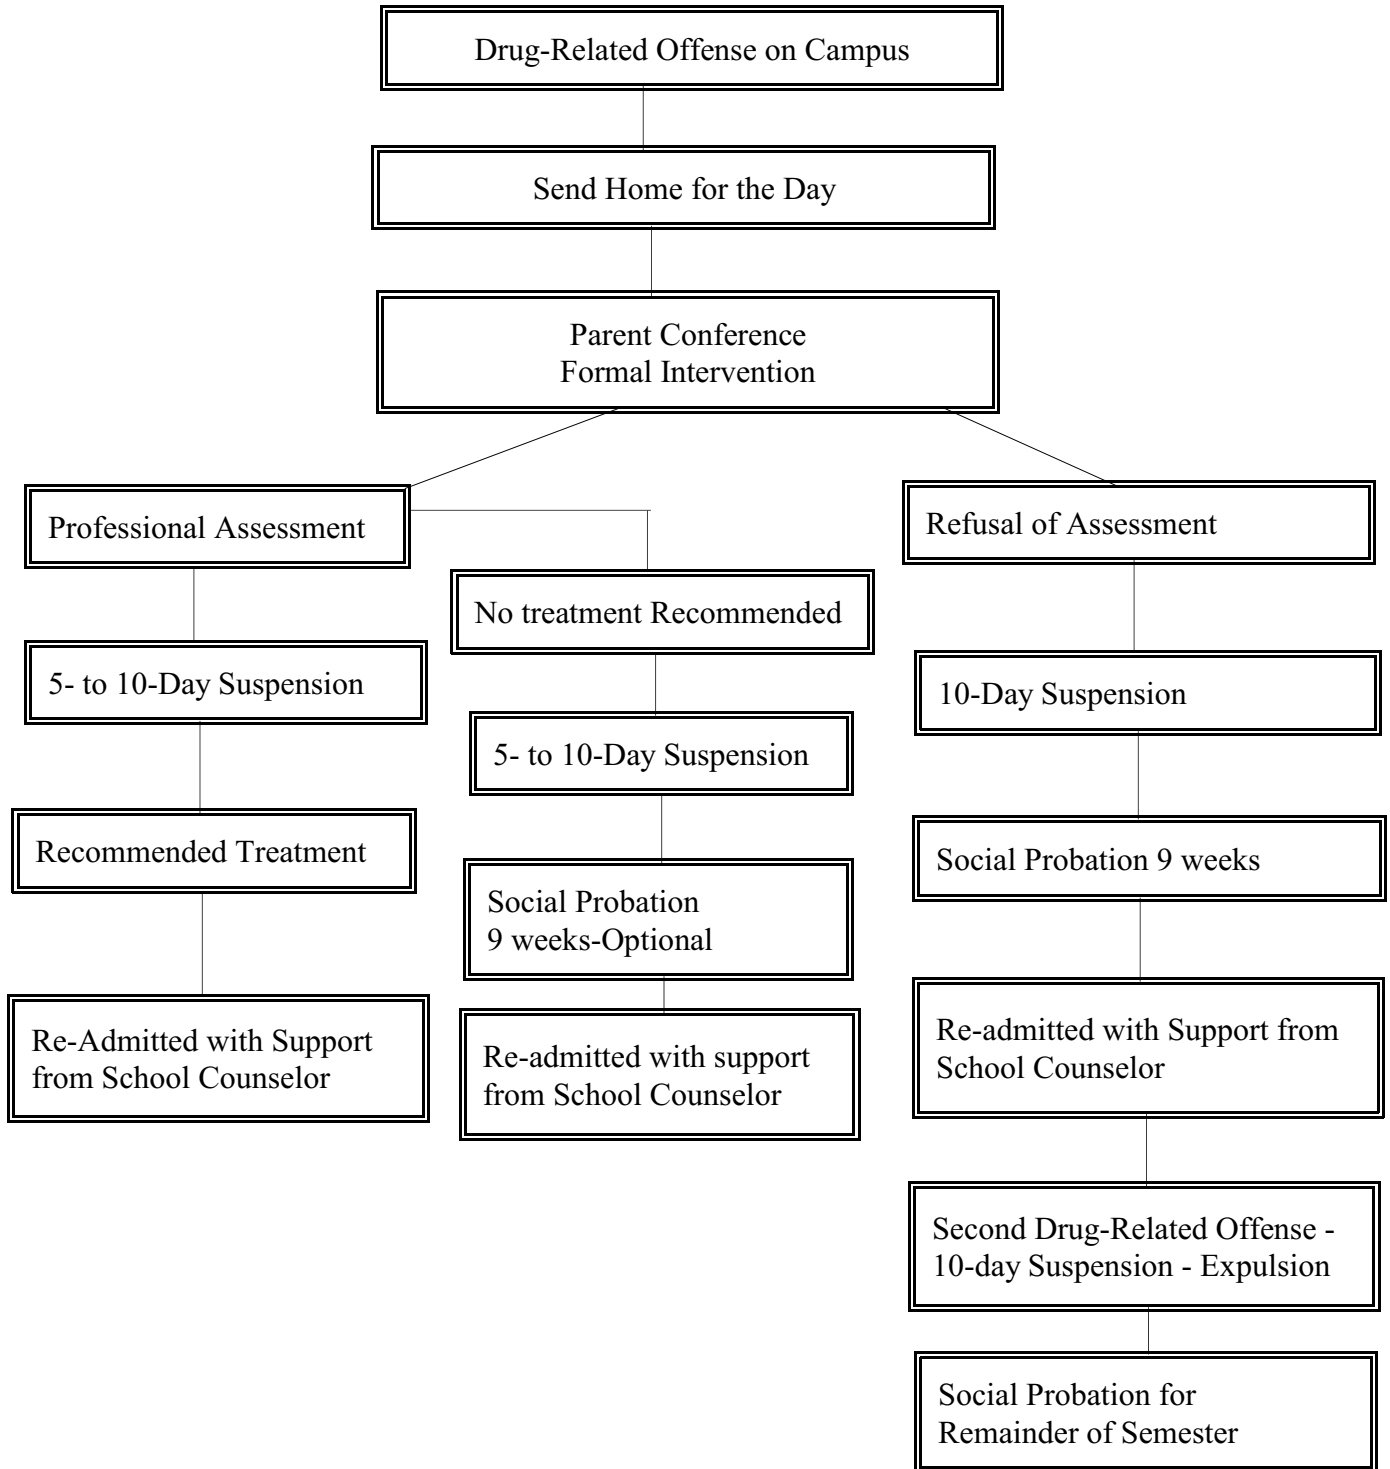 Drug-Related Offense on Campus
Send Home for the Day
Parent Conference
Formal Intervention
Professional Assessment
5- to 10-Day Suspension
Recommended Treatment
Re-Admitted with Support
from School Counselor
No treatment Recommended
5- to 10-Day Suspension
Social Probation
9 weeks-Optional
Re-admitted with support
from School Counselor
Refusal of Assessment
10-Day Suspension
Social Probation 9 weeks
Re-admitted with Support from
School Counselor
Second Drug-Related Offense -
10-day Suspension - Expulsion
Social Probation for
Remainder of Semester